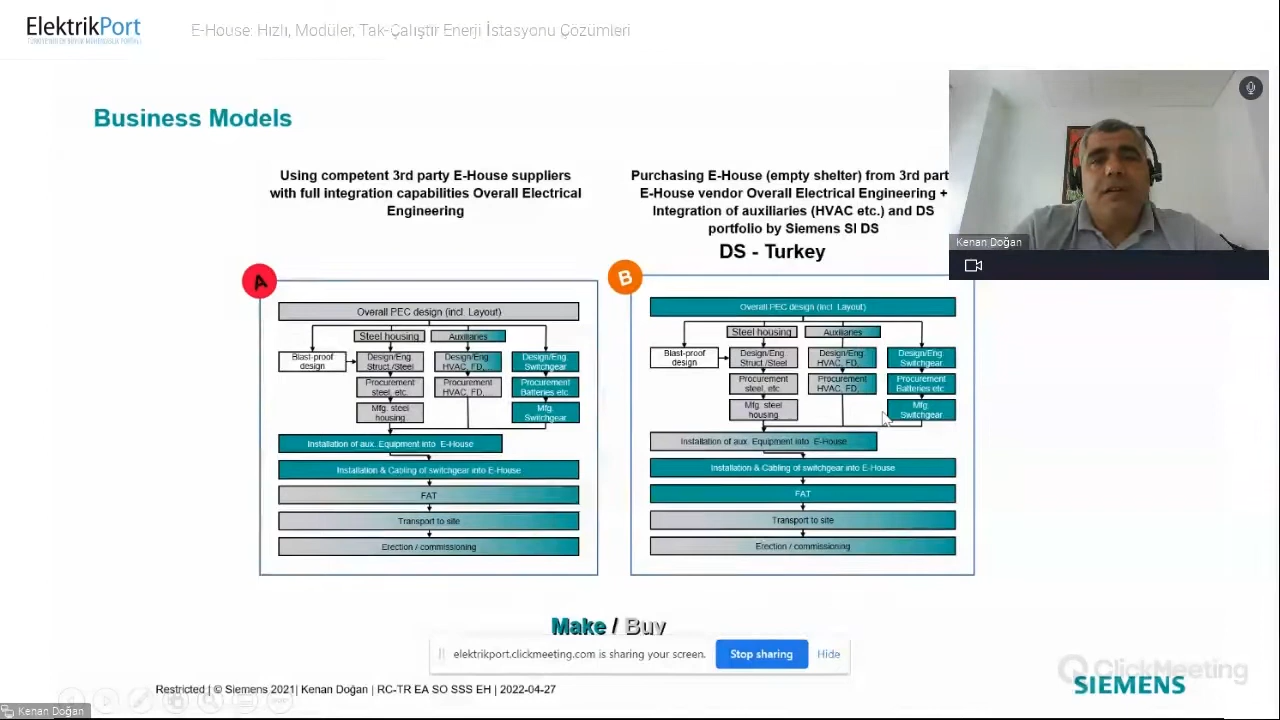 ElektrikPort
E-House: Hızlı, Modüler, Tak-Çalıştır Enerji İstasyonu Çözümleri
Business Models
Using competent 3rd party E-House suppliers
with full integration capabilities Overall Electrical
Engineering
Purchasing E-House (empty shelter) from 3rd part
E-House vendor Overall Electrical Engineering +
Integration of auxiliaries (HVAC etc.) and DS
portfolio by Siemens SI DS
DS - Turkey
Kenan Doğan
A
Overall PEC design (incl. Layout)
Steel housing
Auxiliaries
Blast-proof
design
Design/Eng.
Struct./Steel
Design/Eng.
HVAC, FD,..
Design/Eng.
Switchgear
Procurement
steel, etc.
Procurement
HVAC, FD,..
Procurement
Batteries etc.
Mfg. steel
housing
Mfg.
Switchgear
Installation of aux. Equipment into E-House
Installation & Cabling of switchgear into E-House
FAT
Transport to site
Erection / commissioning
B
Overall PEC design (incl. Layout)
Steel housing
Auxiliaries
Blast-proof
design
Design/Eng.
Struct./Steel
Design/Eng.
HVAC, FD,..
Design/Eng.
Switchgear
Procurement
steel, etc.
Procurement
HVAC, FD,..
Procurement
Batteries etc.
Mfg. steel
housing
Mfg.
Switchgear
Installation of aux. Equipment into E-House
Installation & Cabling of switchgear into E-House
FAT
Transport to site
Erection / commissioning
Make / Buy
elektrikport.clickmeeting.com is sharing your screen.
Stop sharing
Hide
ClickMeeting
SIEMENS
Restricted | © Siemens 2021| Kenan Doğan | RC-TR EA SO SSS EH | 2022-04-27
Kenan Doğan